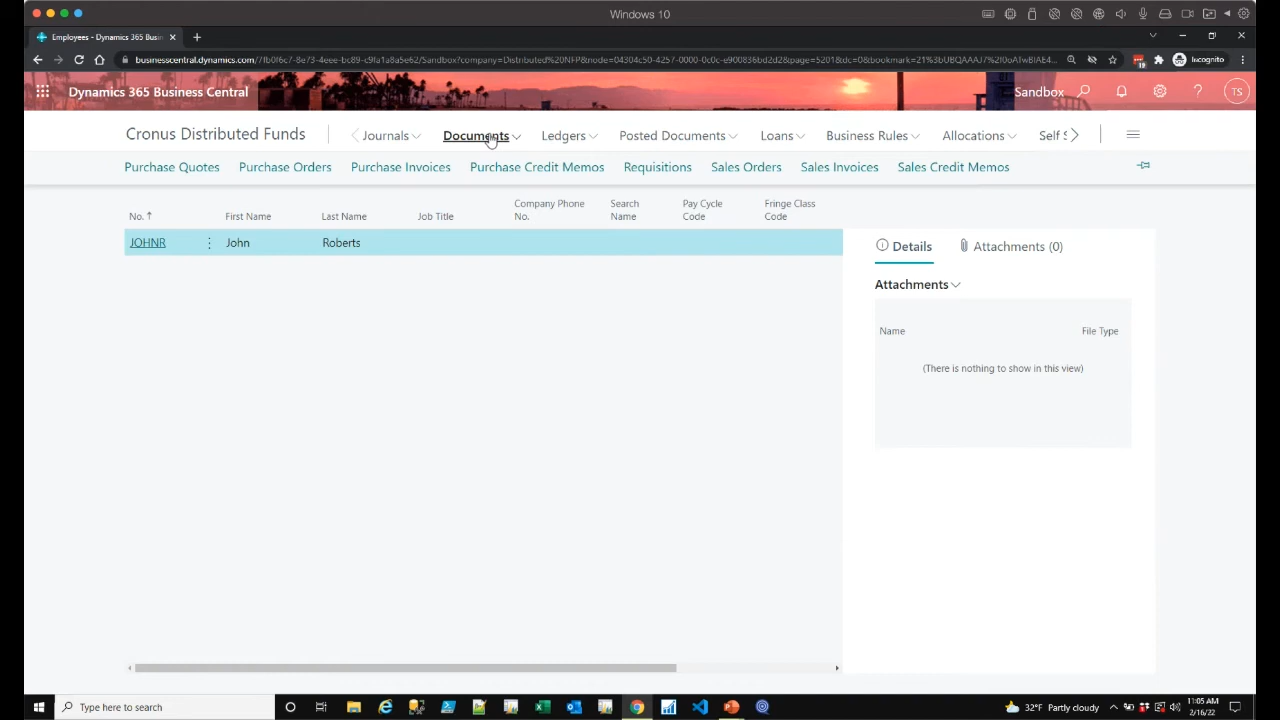 Windows 10
Employees - Dynamics 365 Busin
Dynamics 365 Business Central
Sandbox
TS
Cronus Distributed Funds
Journals
Documents
Ledgers
Posted Documents
Loans
Business Rules
Allocations
Self
Purchase Quotes
Purchase Orders
Purchase Invoices
Purchase Credit Memos
Requisitions
Sales Orders
Sales Invoices
Sales Credit Memos
No. ↑
First Name
Last Name
Job Title
Company Phone
No.
Search
Name
Pay Cycle
Code
Fringe Class
Code
JOHNR
John
Roberts
Details
Attachments (0)
Attachments
Name
File Type
(There is nothing to show in this view)
Type here to search
32°F Partly cloudy
11:05 AM
2/16/22
Incognito